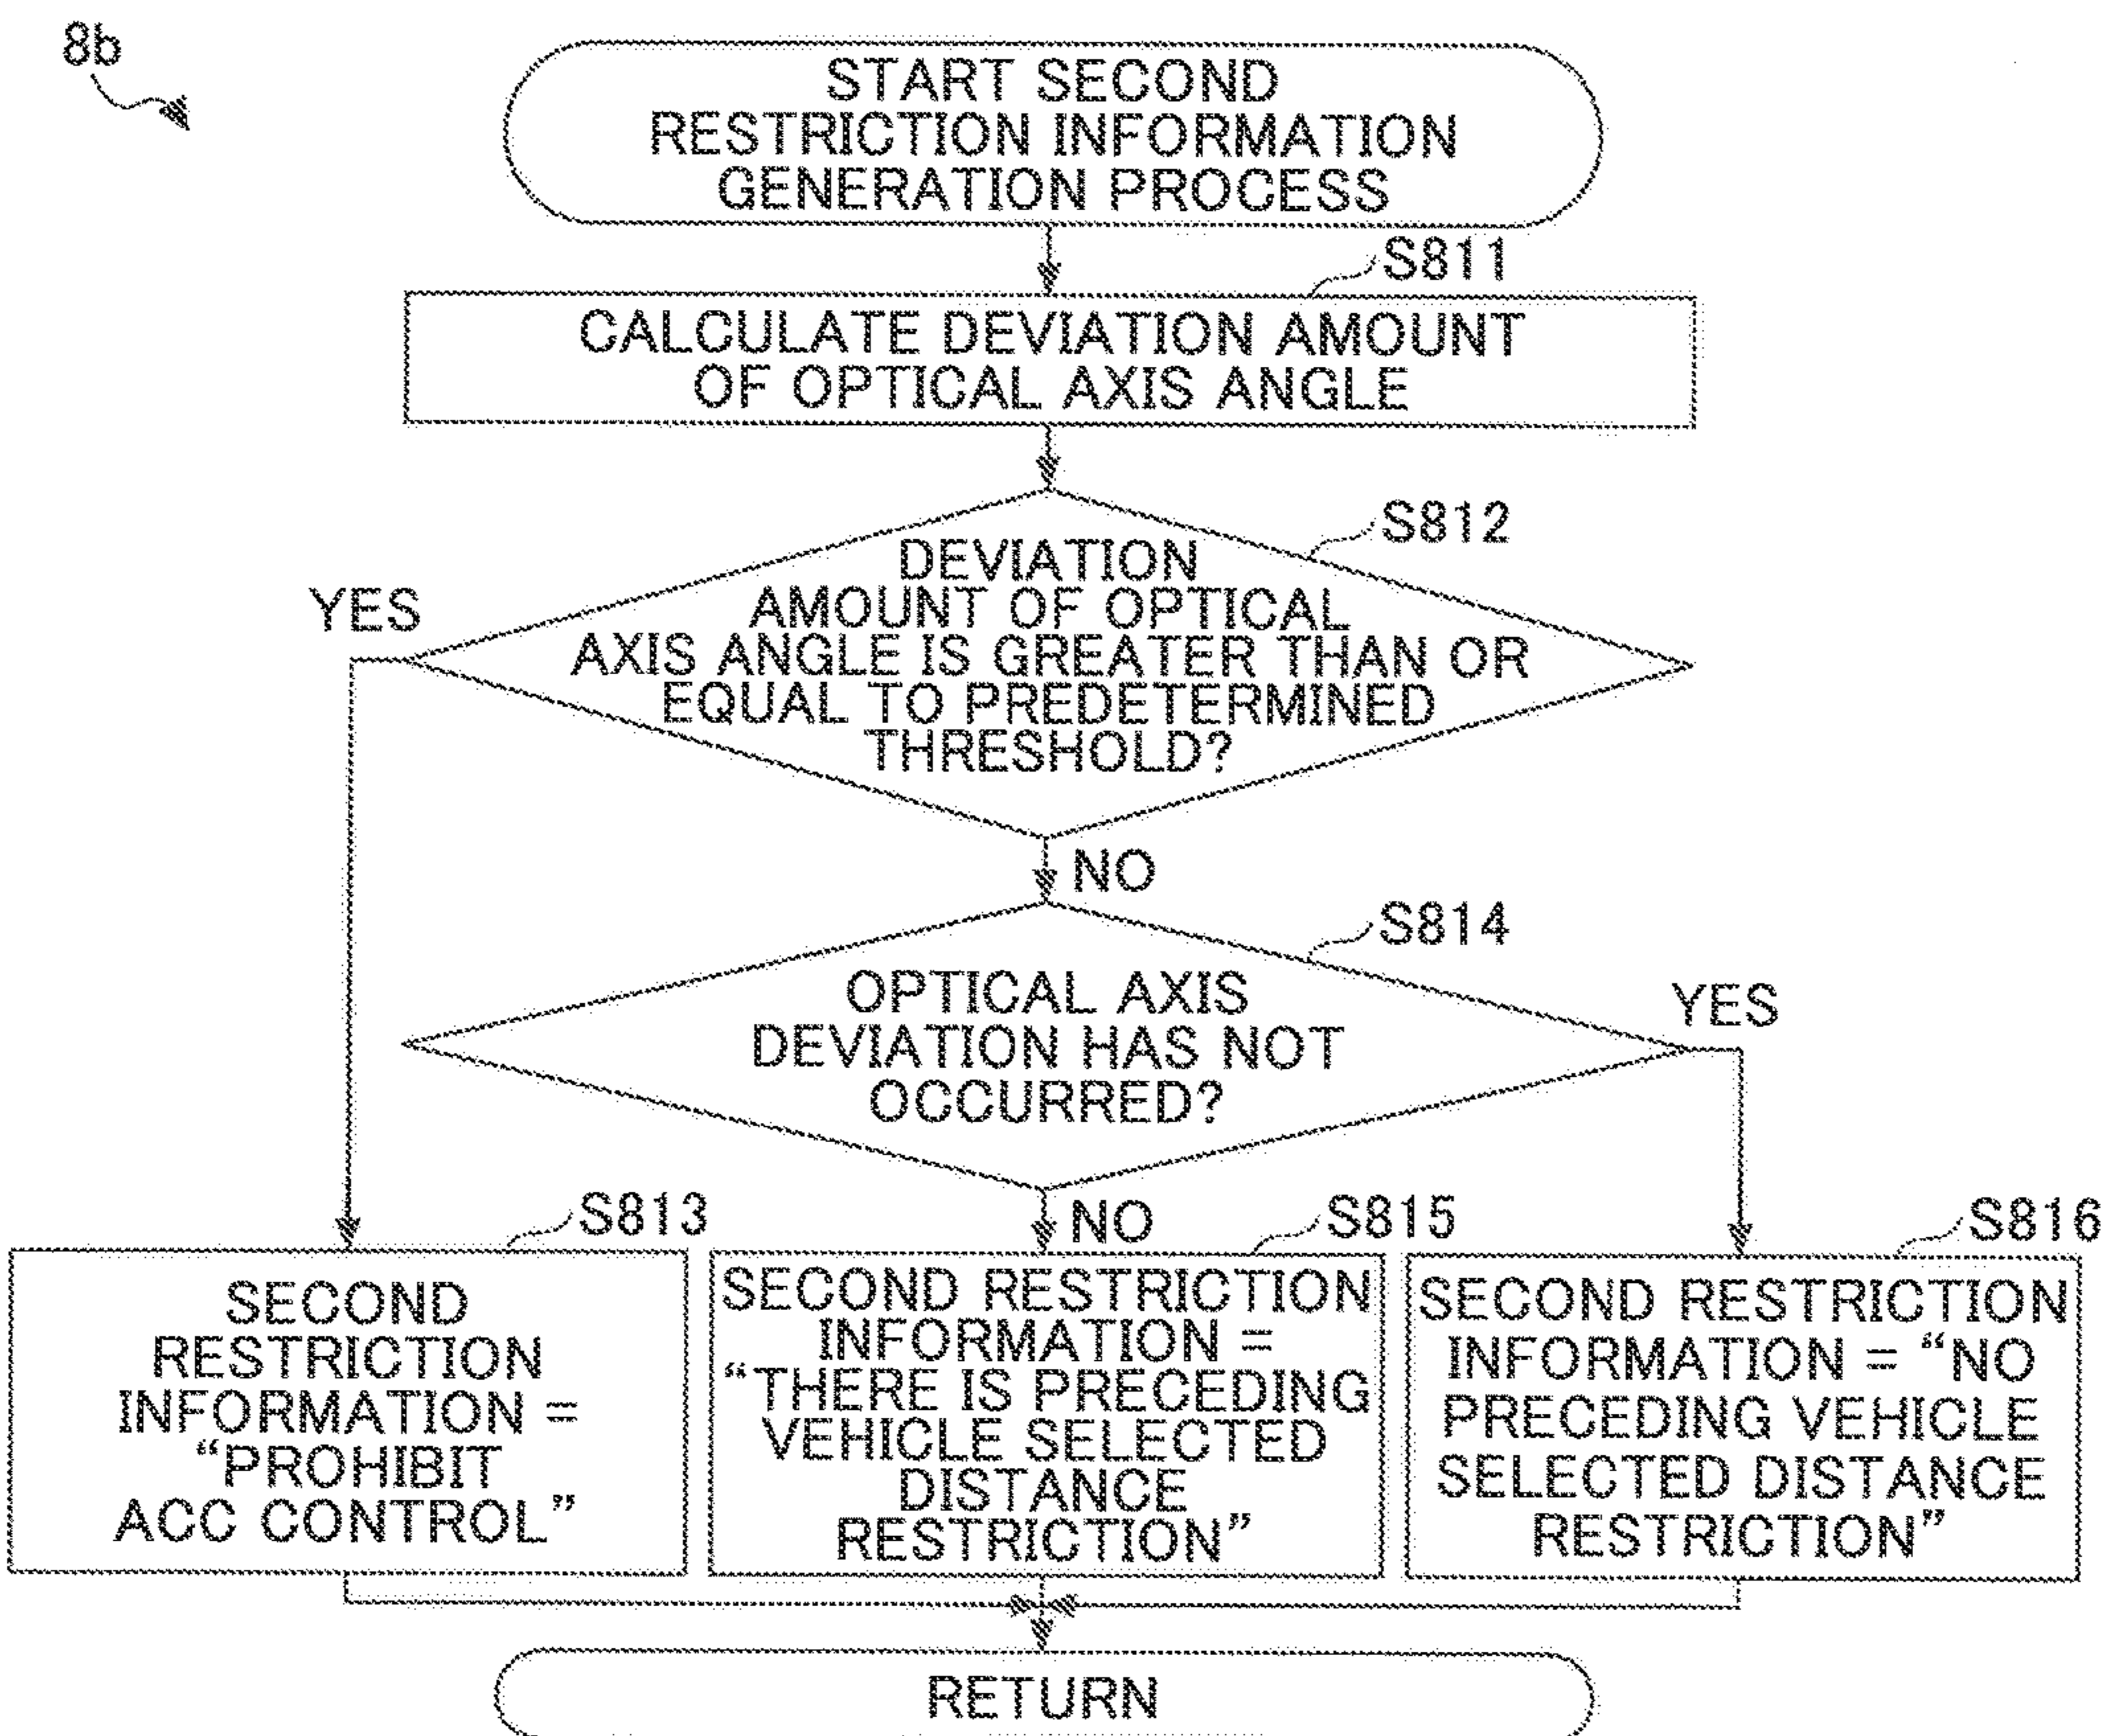 8b
START SECOND
RESTRICTION INFORMATION
GENERATION PROCESS
S811
CALCULATE DEVIATION AMOUNT
OF OPTICAL AXIS ANGLE
S812
DEVIATION
AMOUNT OF OPTICAL
AXIS ANGLE IS GREATER THAN OR
EQUAL TO PREDETERMINED
THRESHOLD?
YES
NO
S814
OPTICAL AXIS
DEVIATION HAS NOT
OCCURRED?
YES
NO
S813
SECOND
RESTRICTION
INFORMATION =
“PROHIBIT
ACC CONTROL”
S815
SECOND RESTRICTION
INFORMATION =
“THERE IS PRECEDING
VEHICLE SELECTED
DISTANCE
RESTRICTION”
S816
SECOND RESTRICTION
INFORMATION = “NO
PRECEDING VEHICLE
SELECTED DISTANCE
RESTRICTION”
RETURN